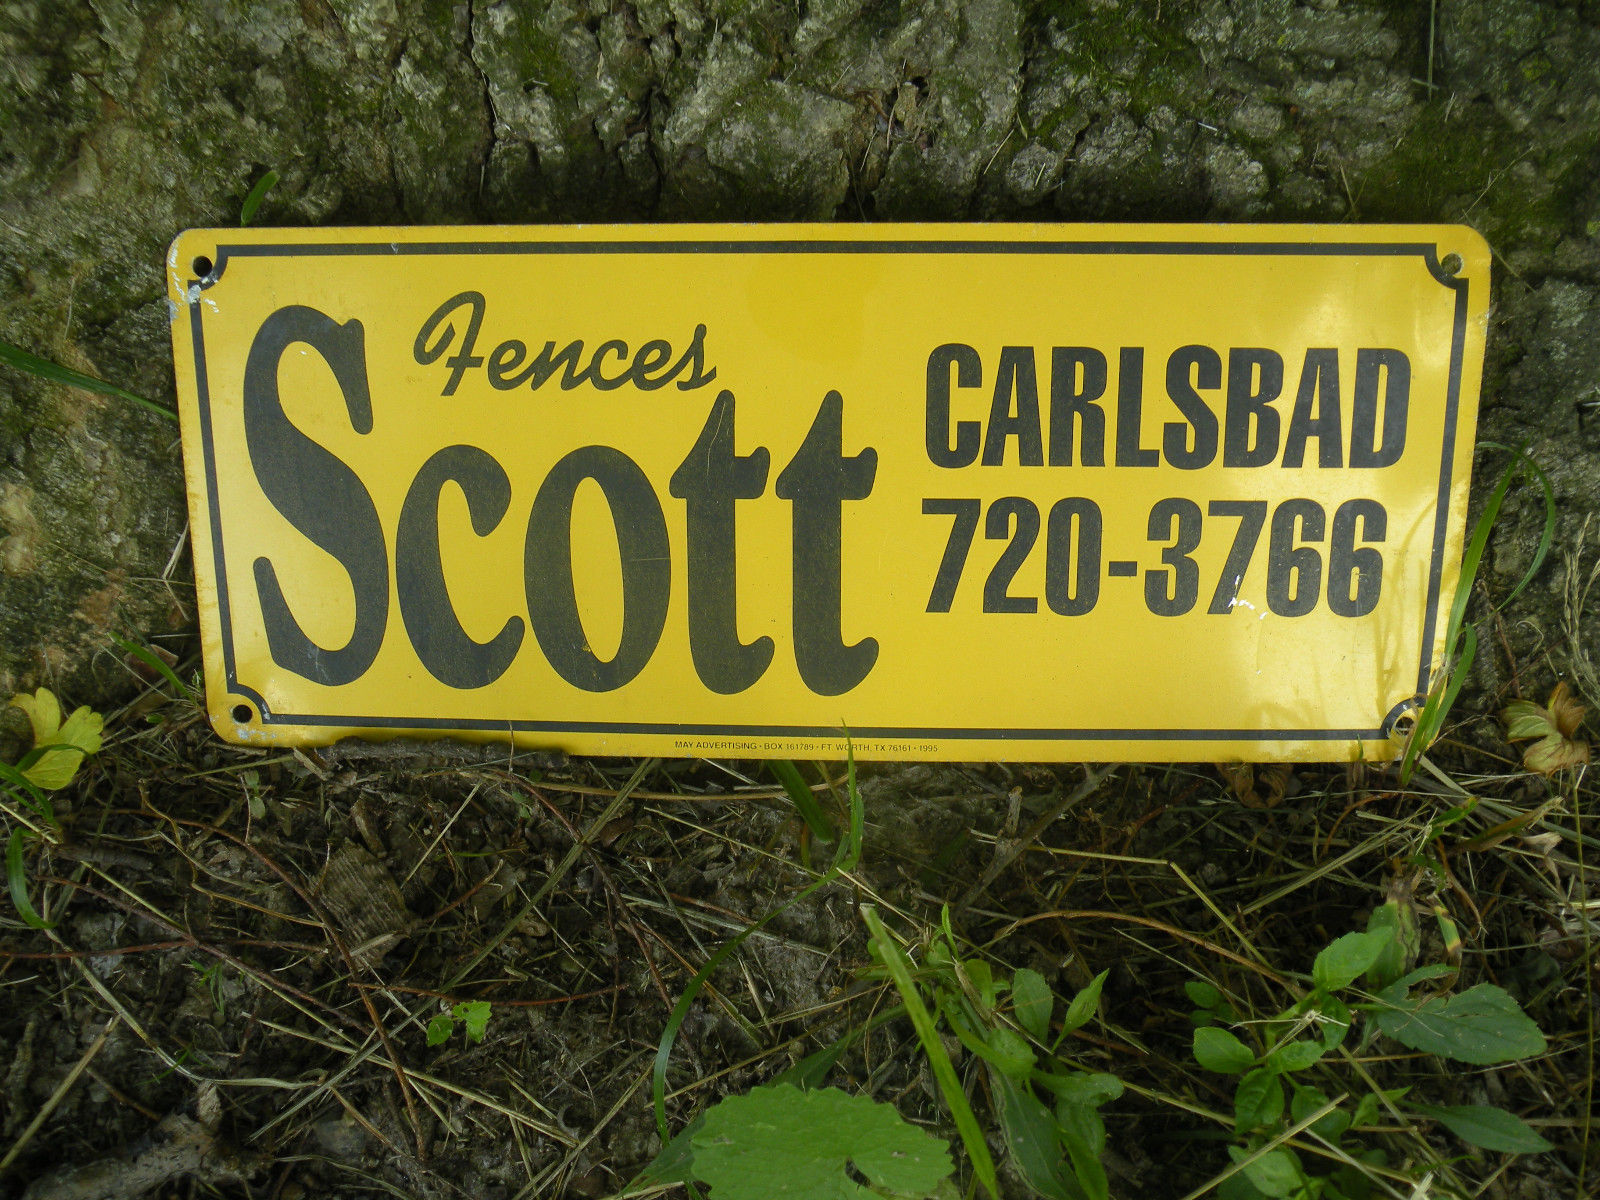 Fences
Scott
CARLSBAD
720-3766
MAY ADVERTISING • BOX 161789 • FT. WORTH, TX 76161 • 1995